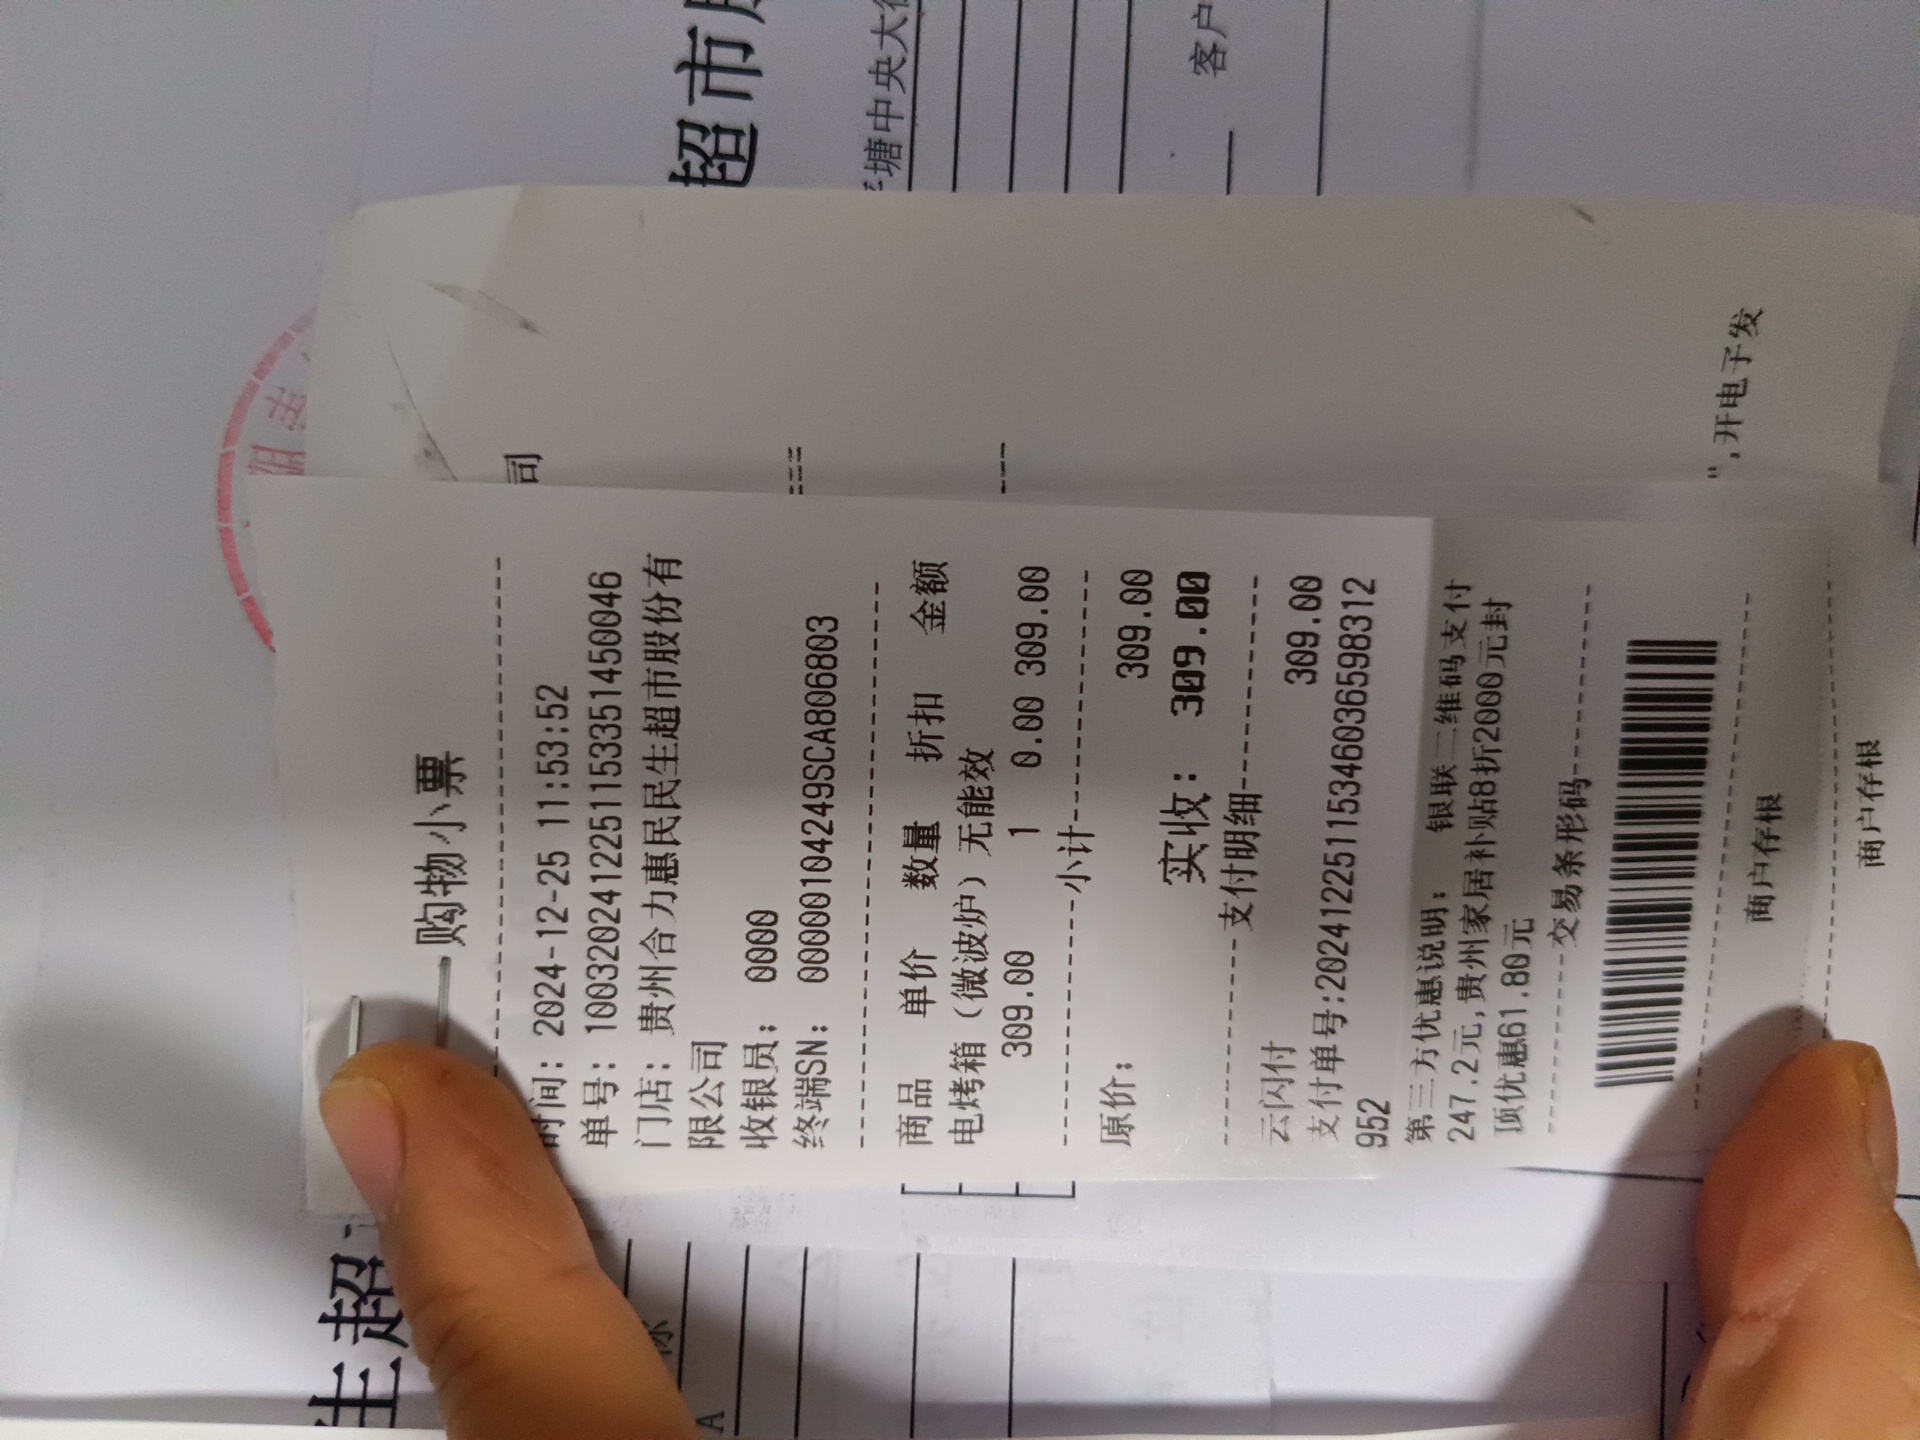 购物小票
时间: 2024-12-25 11:53:52
单号: 10032024122511533514500​46
门店: 贵州合力惠民民生超市股份有
限公司
收银员: 0000
终端SN: 00000104249SCA806803
商品 单价 数量 折扣 金额
电烤箱（微波炉）无能效
309.00 1 0.00 309.00
小计
原价: 309.00
实收: 309.00
支付明细
云闪付 309.00
支付单号:20241225115346036598312
952
第三方优惠说明: 银联二维码支付
247.2元,贵州家居补贴8折2000元封
顶优惠61.80元
交易条形码
商户存根
商户存根
司
",开电子发
超市
塘中央大
客户
生超
A
阳